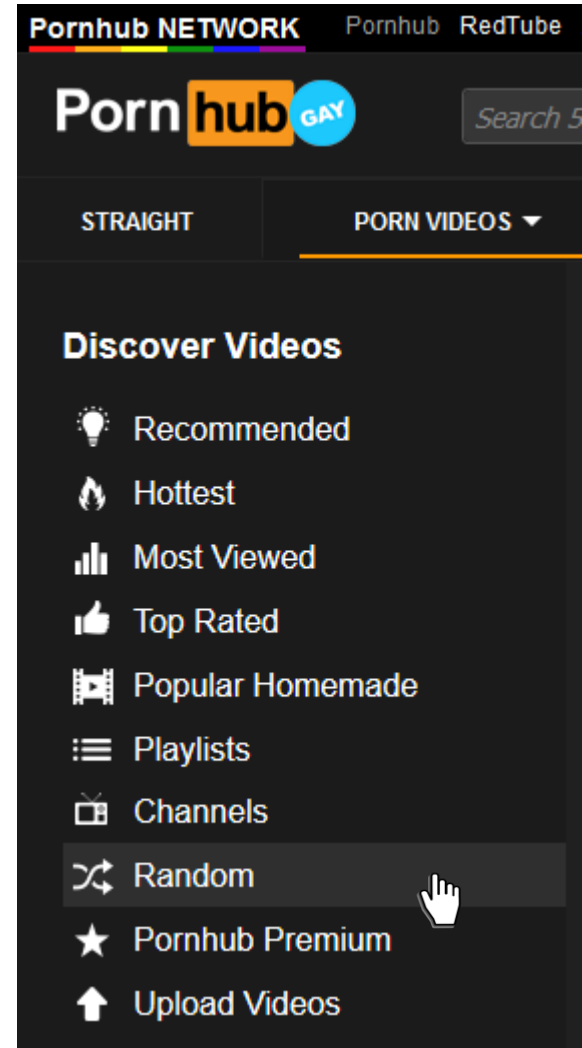 Pornhub NETWORK Pornhub RedTube
Porn hub GAY Search 5
STRAIGHT PORN VIDEOS
Discover Videos
Recommended
Hottest
Most Viewed
Top Rated
Popular Homemade
Playlists
Channels
Random
Pornhub Premium
Upload Videos